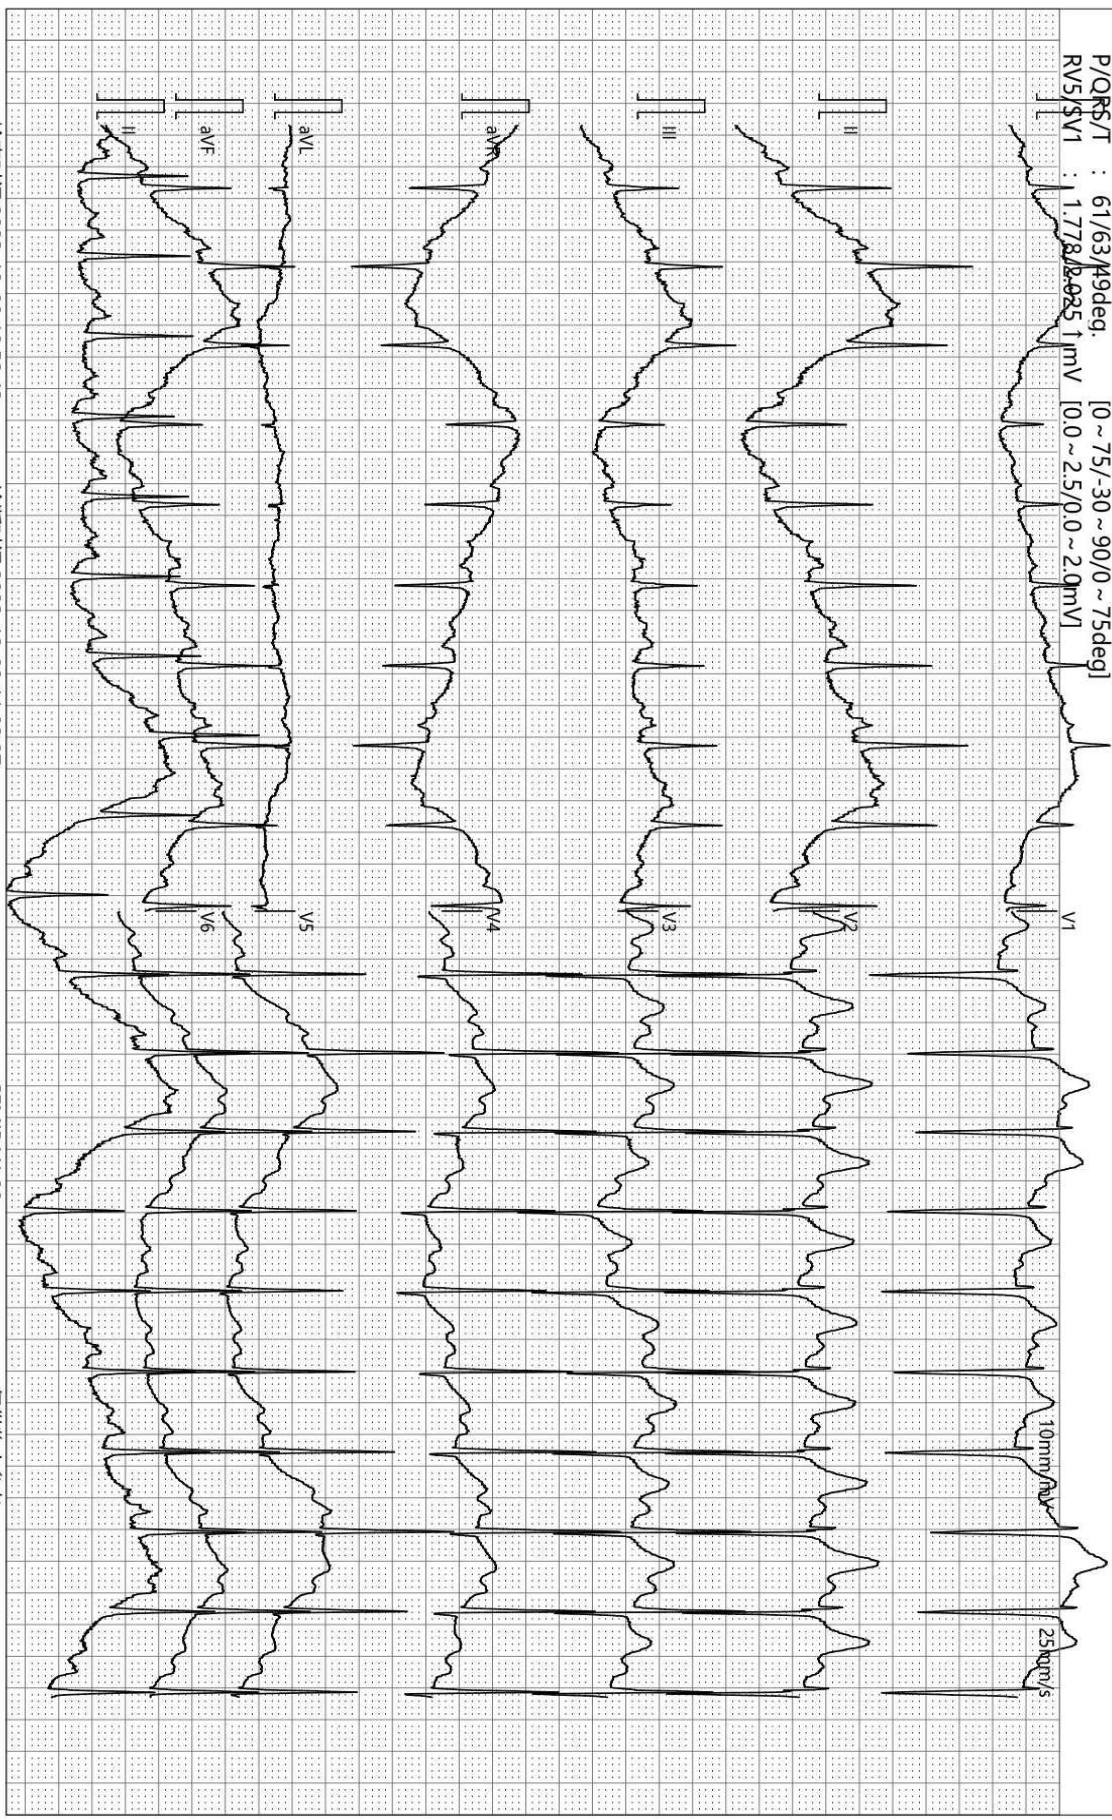 P/QRS/T : 61/63/49deg. [0~75/-30~90/0~75deg]
RV5/SV1 : 1.778/2.025↑mV [0.0~2.5/0.0~2.0mV]
10mm/mV 25mm/s
V1
II V2
III V3
aVR V4
aVL V5
aVF V6
II